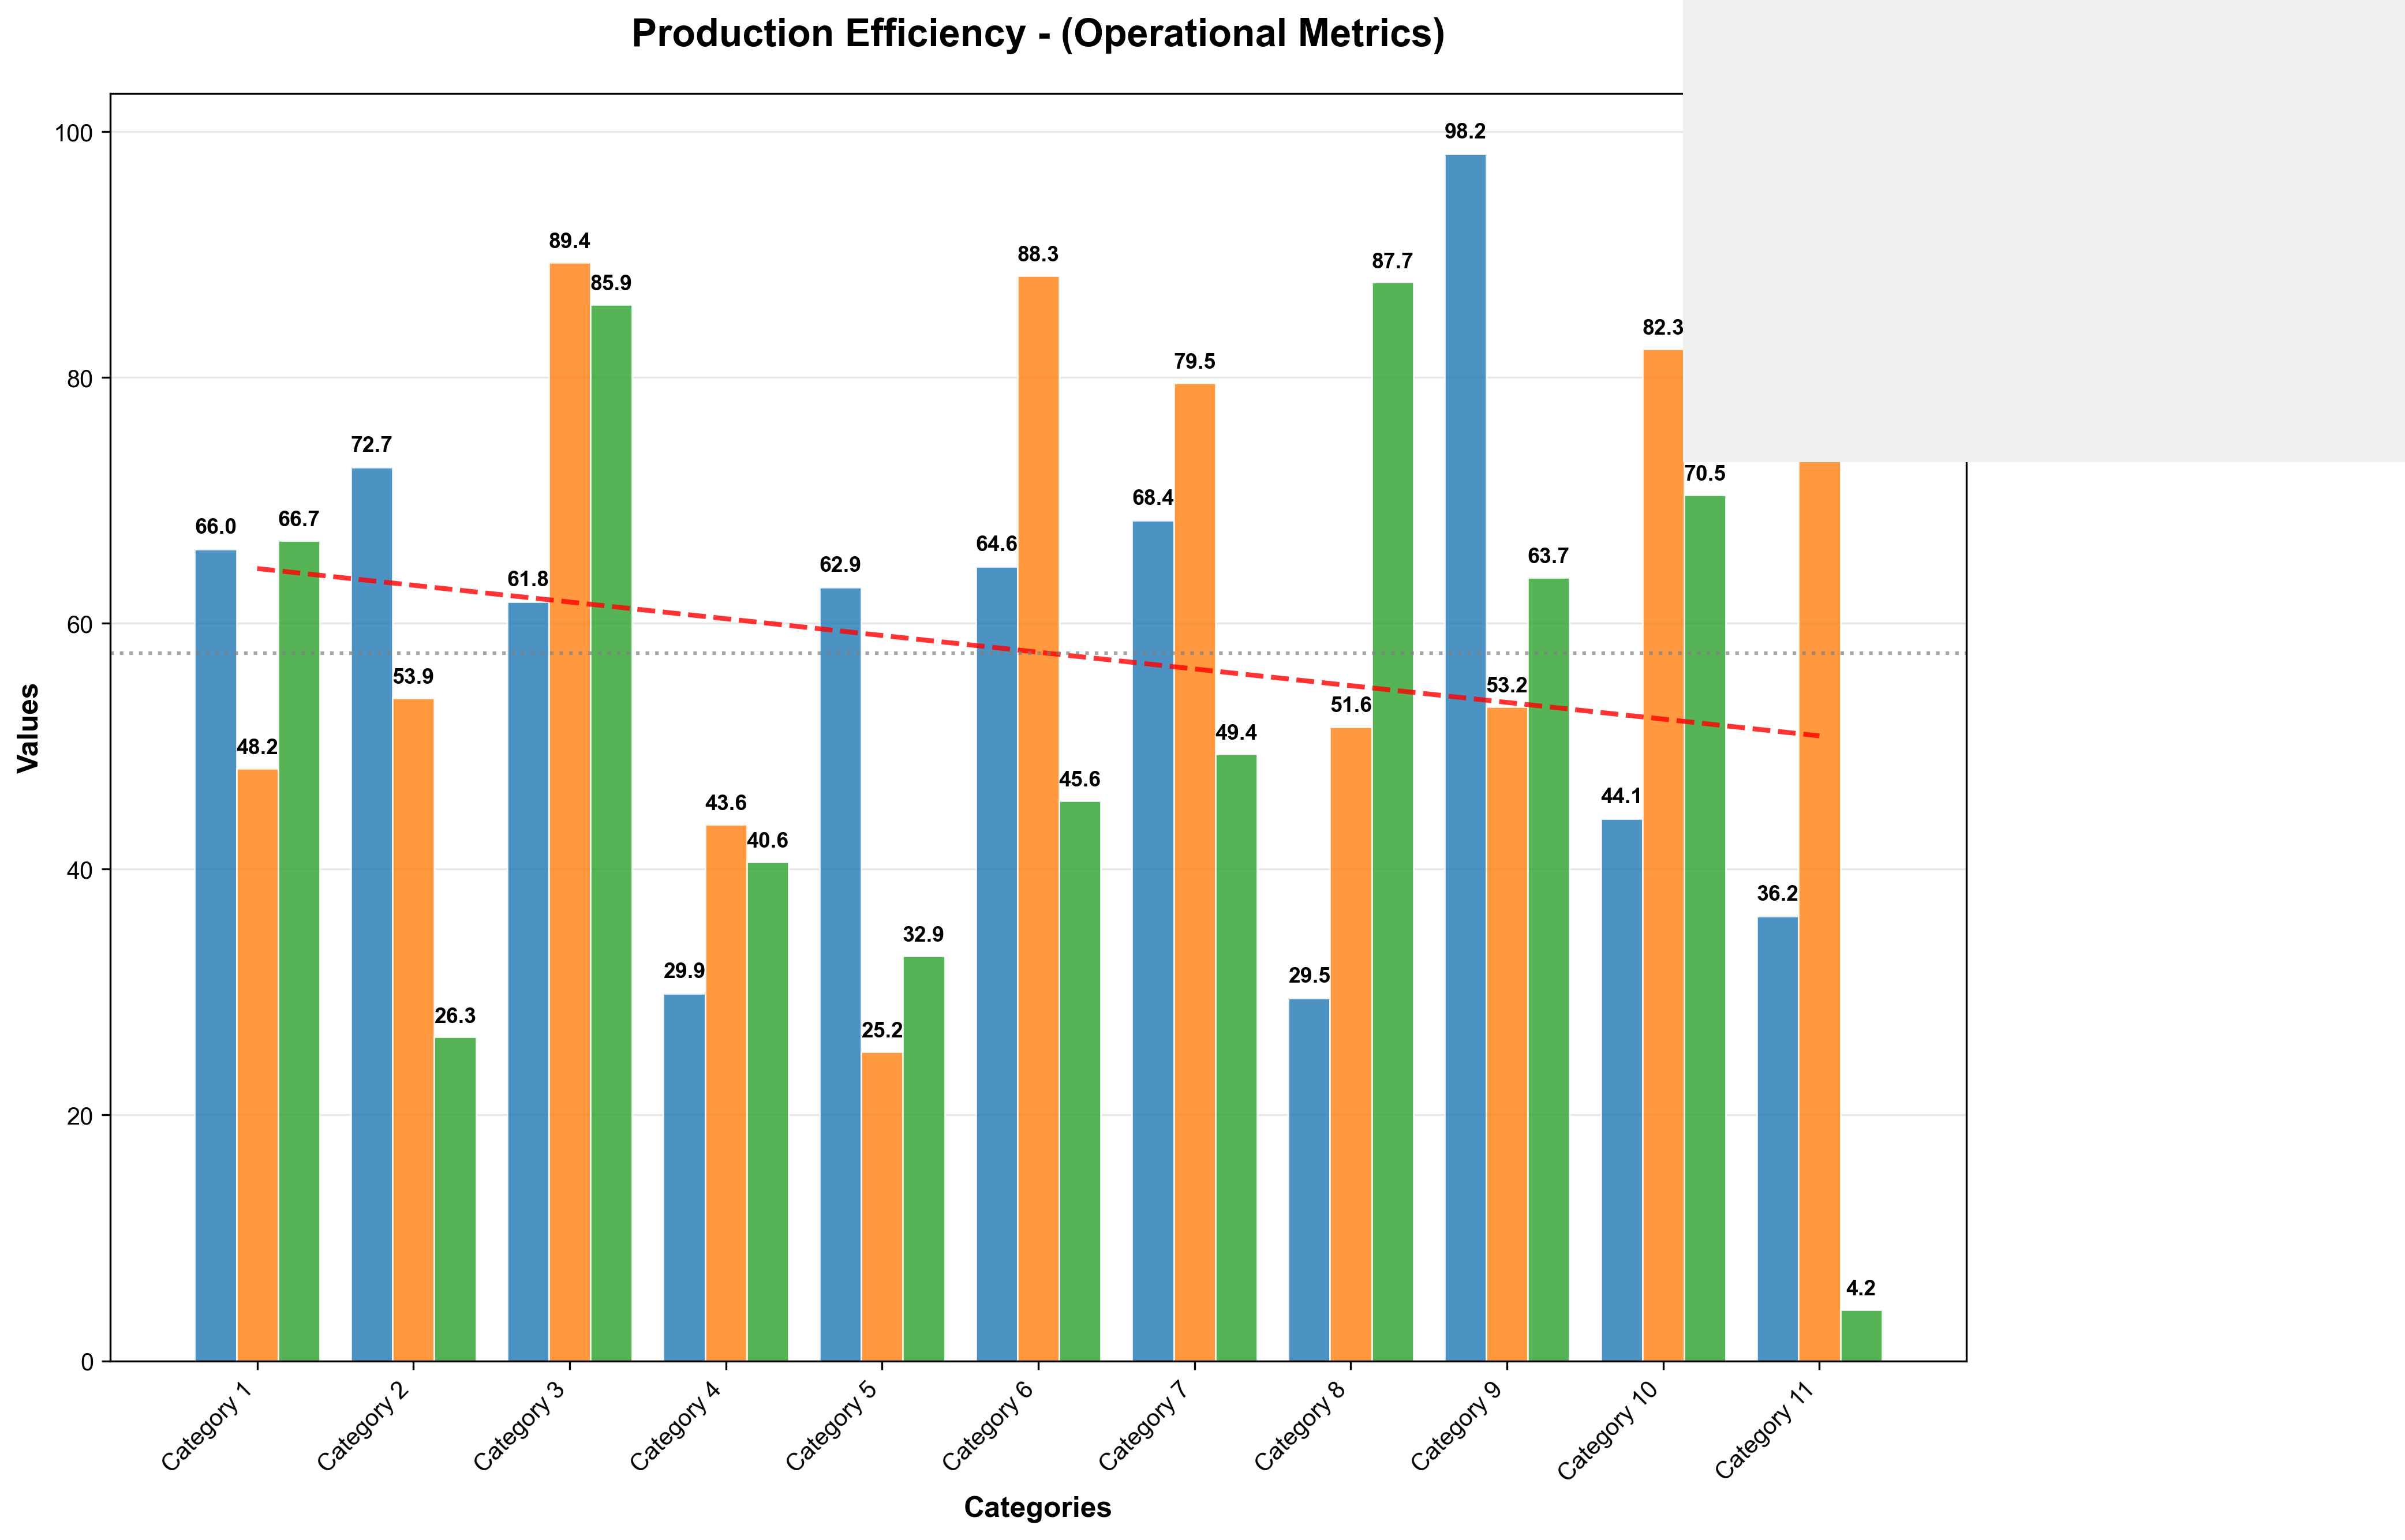 Production Efficiency - (Operational Metrics)
Values
100
80
60
40
20
0
66.0
48.2
66.7
72.7
53.9
26.3
61.8
89.4
85.9
29.9
43.6
40.6
62.9
25.2
32.9
64.6
88.3
45.6
68.4
79.5
49.4
29.5
51.6
87.7
98.2
53.2
63.7
44.1
82.3
70.5
36.2
4.2
Category 1
Category 2
Category 3
Category 4
Category 5
Category 6
Category 7
Category 8
Category 9
Category 10
Category 11
Categories